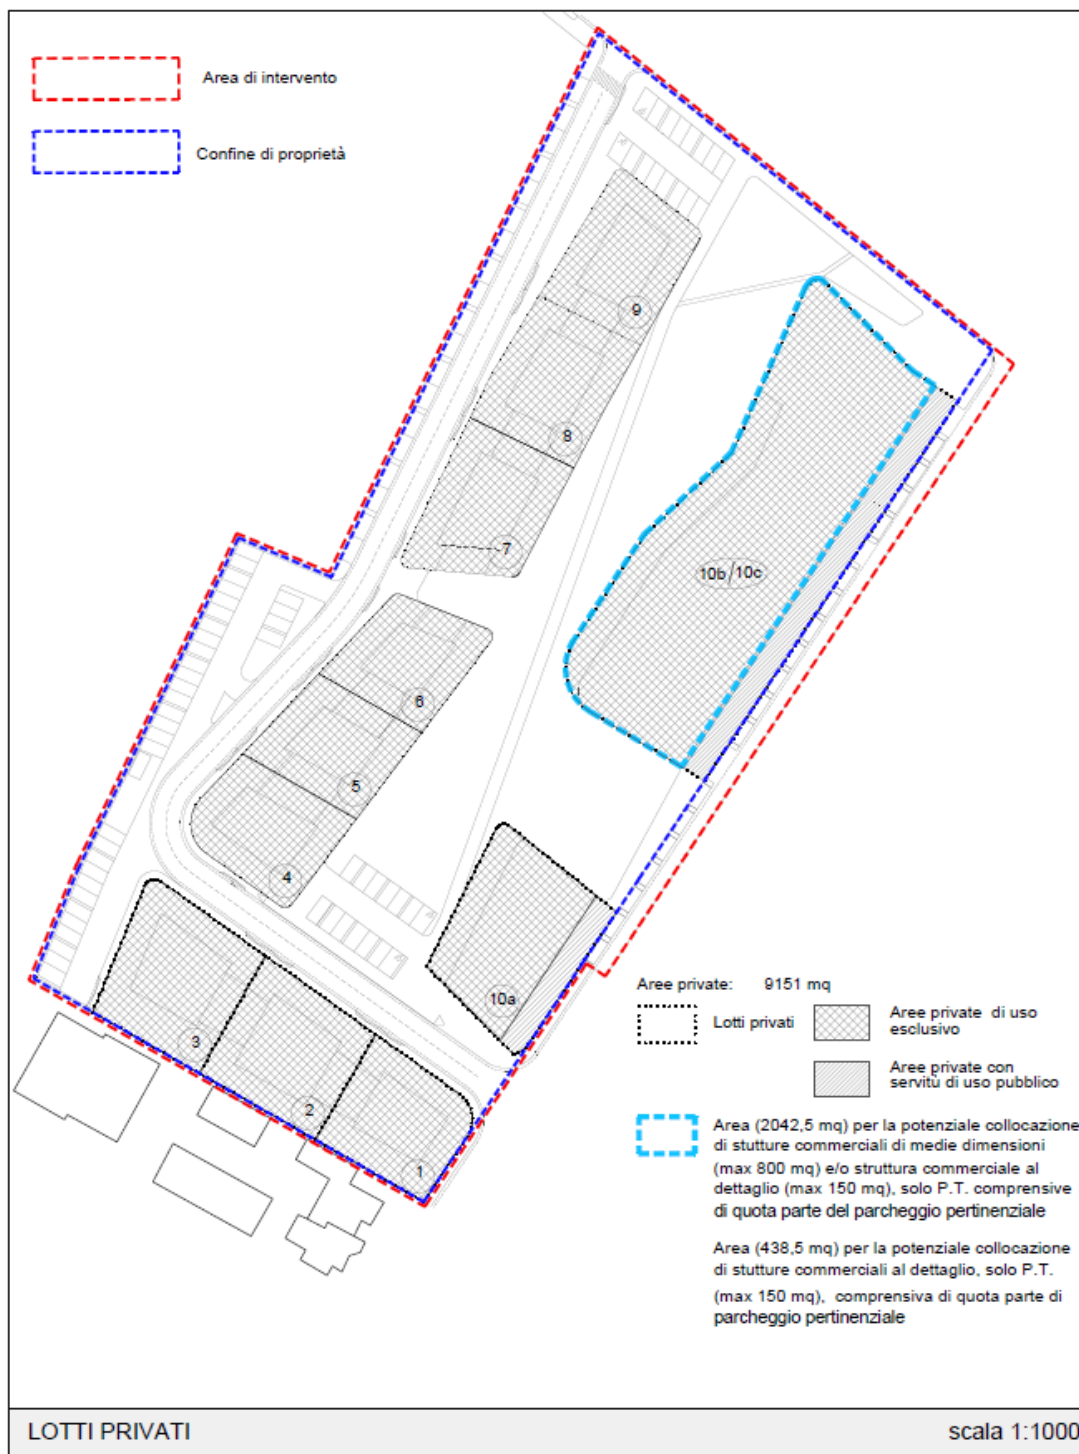 Area di intervento
Confine di proprietà
9
8
7
10b/10c
6
5
4
10a
3
2
1
Aree private: 9151 mq
Lotti privati
Aree private di uso
esclusivo
Aree private con
servitù di uso pubblico
Area (2042,5 mq) per la potenziale collocazione
di stutture commerciali di medie dimensioni
(max 800 mq) e/o struttura commerciale al
dettaglio (max 150 mq), solo P.T. comprensive
di quota parte del parcheggio pertinenziale
Area (438,5 mq) per la potenziale collocazione
di stutture commerciali al dettaglio, solo P.T.
(max 150 mq), comprensiva di quota parte di
parcheggio pertinenziale
LOTTI PRIVATI
scala 1:1000